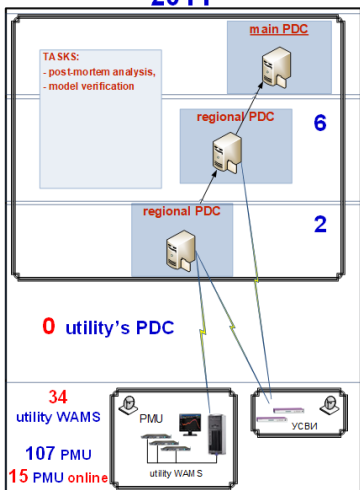 main PDC
TASKS:
- post-mortem analysis,
- model verification
regional PDC
6
regional PDC
2
0 utility's PDC
34
utility WAMS
107 PMU
15 PMU online
PMU
utility WAMS
УСВИ